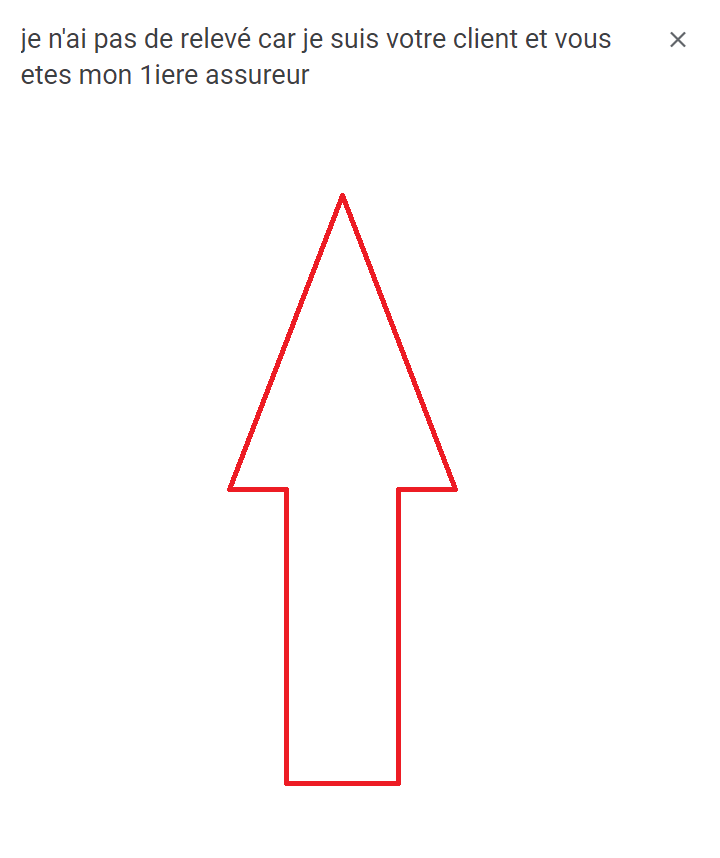 je n'ai pas de relevé car je suis votre client et vous
etes mon 1iere assureur